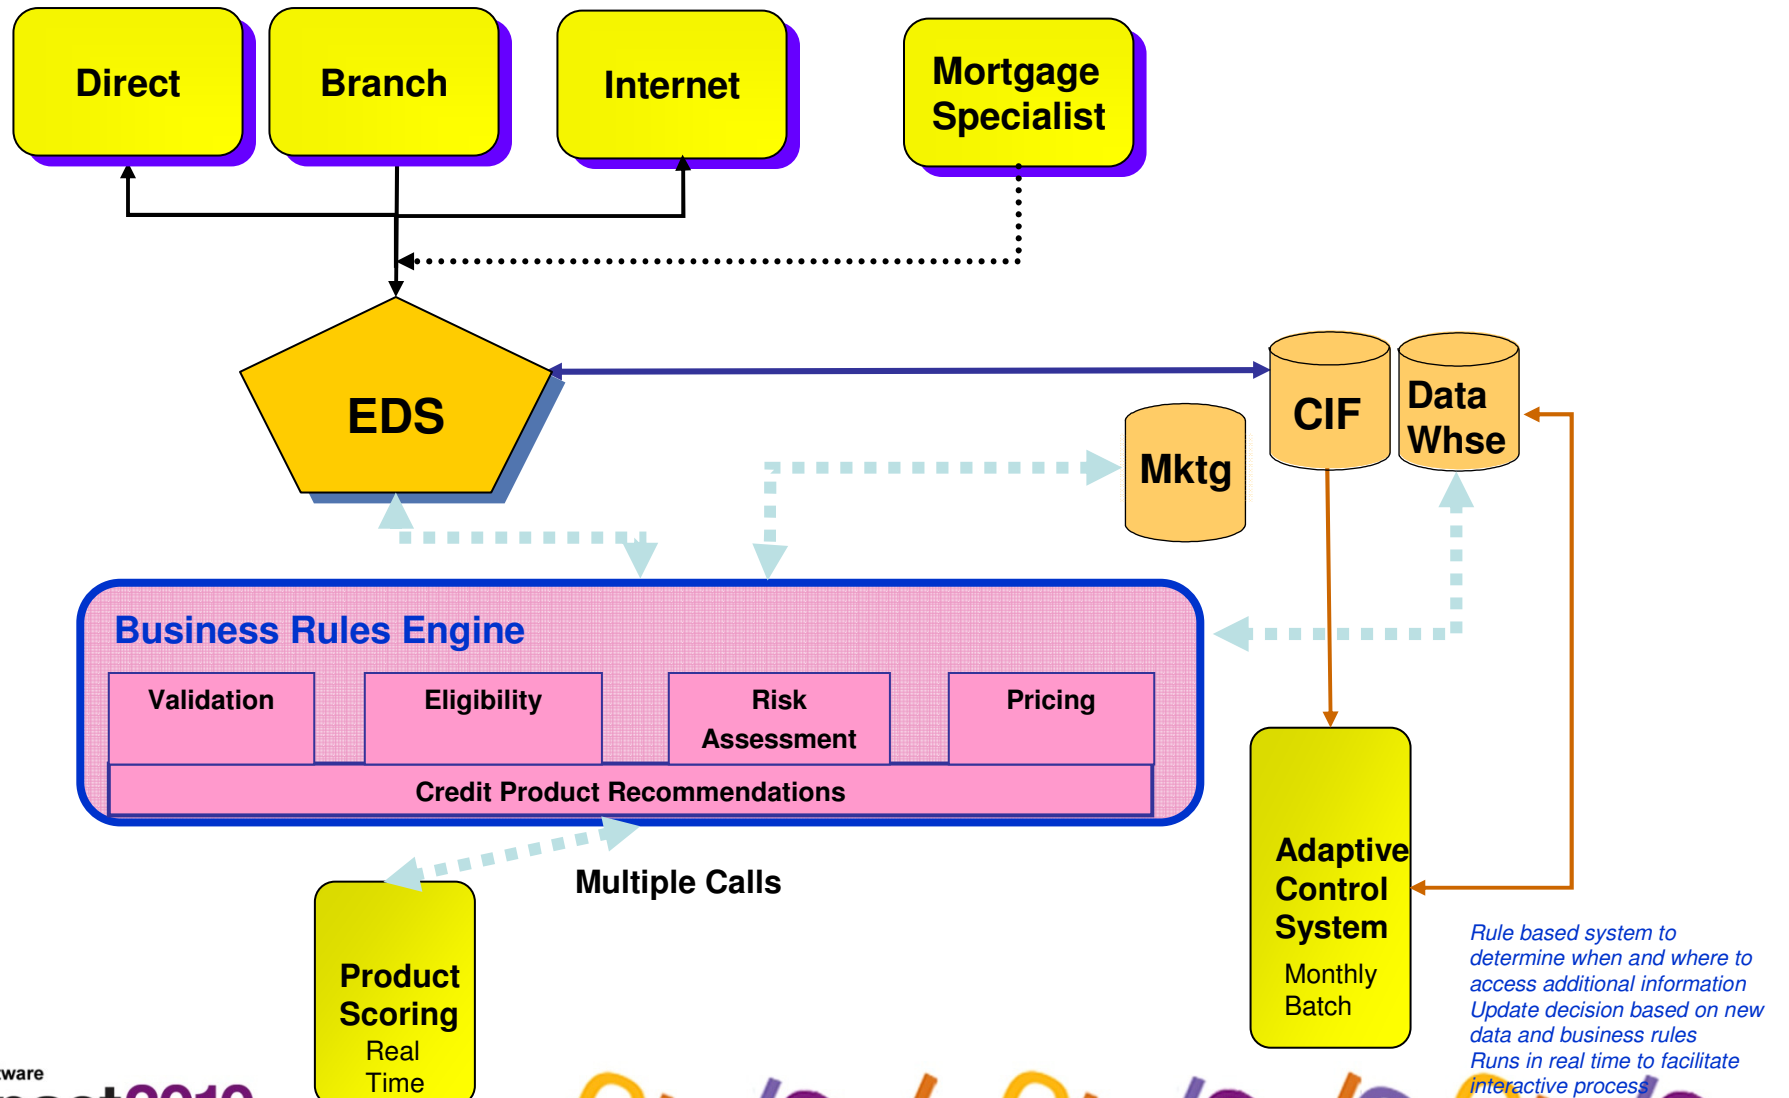 Direct
Branch
Internet
Mortgage
Specialist
EDS
CIF
Data
Whse
Mktg
Business Rules Engine
Validation
Eligibility
Risk
Assessment
Pricing
Credit Product Recommendations
Multiple Calls
Product
Scoring
Real
Time
Adaptive
Control
System
Monthly
Batch
Rule based system to
determine when and where to
access additional information
Update decision based on new
data and business rules
Runs in real time to facilitate
interactive process